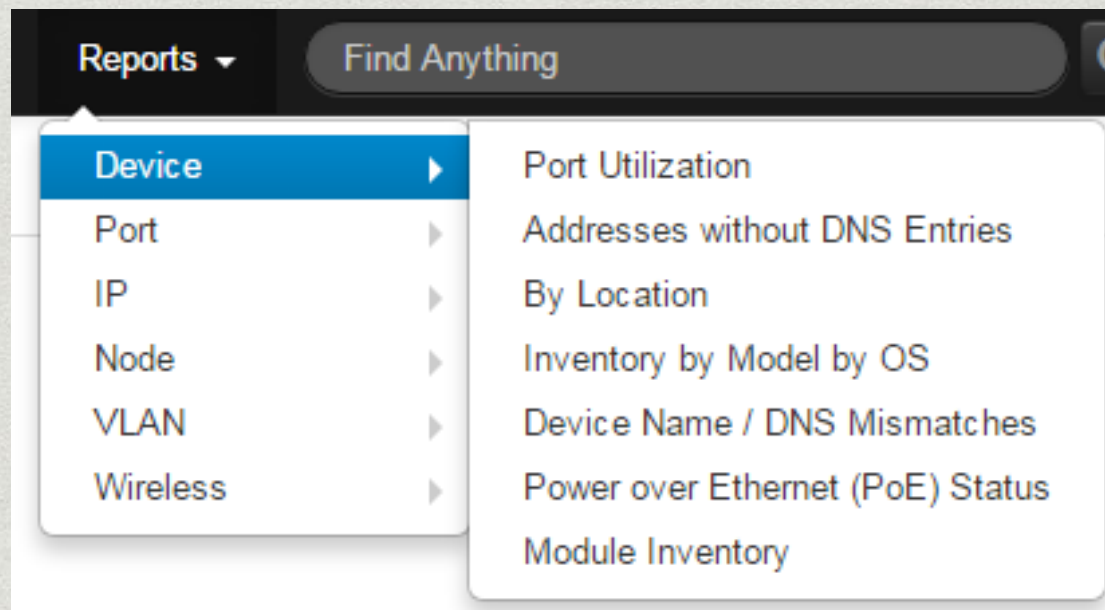 Reports
Find Anything
Device
Port
IP
Node
VLAN
Wireless
Port Utilization
Addresses without DNS Entries
By Location
Inventory by Model by OS
Device Name / DNS Mismatches
Power over Ethernet (PoE) Status
Module Inventory